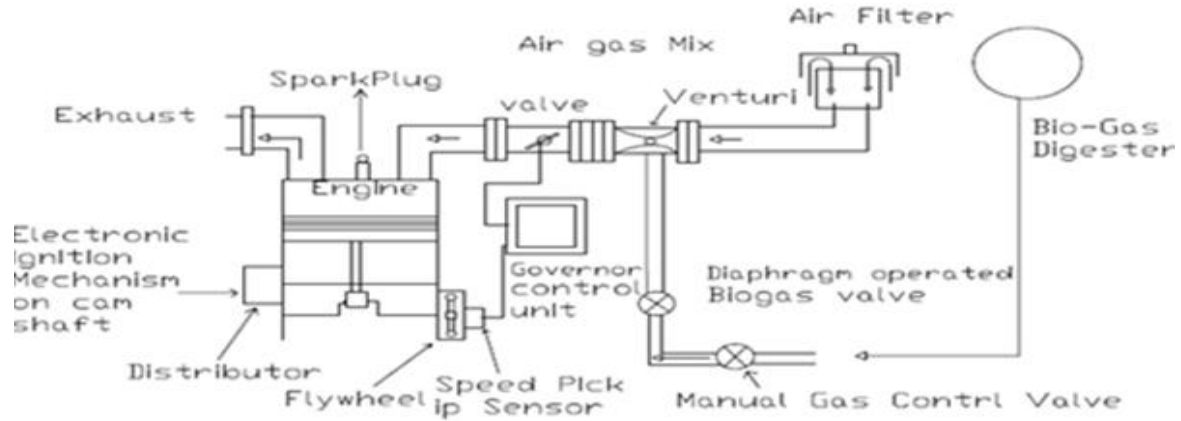 Air Filter
Air gas Mix
SparkPlug
valve
Venturi
Exhaust
Bio-Gas
Digester
Engine
Electronic
ignition
Mechanism
on cam
shaft
Governor
control
unit
Diaphragm operated
Biogas valve
Distributor
Flywheel
Speed Pick
ip Sensor
Manual Gas Contrl Valve